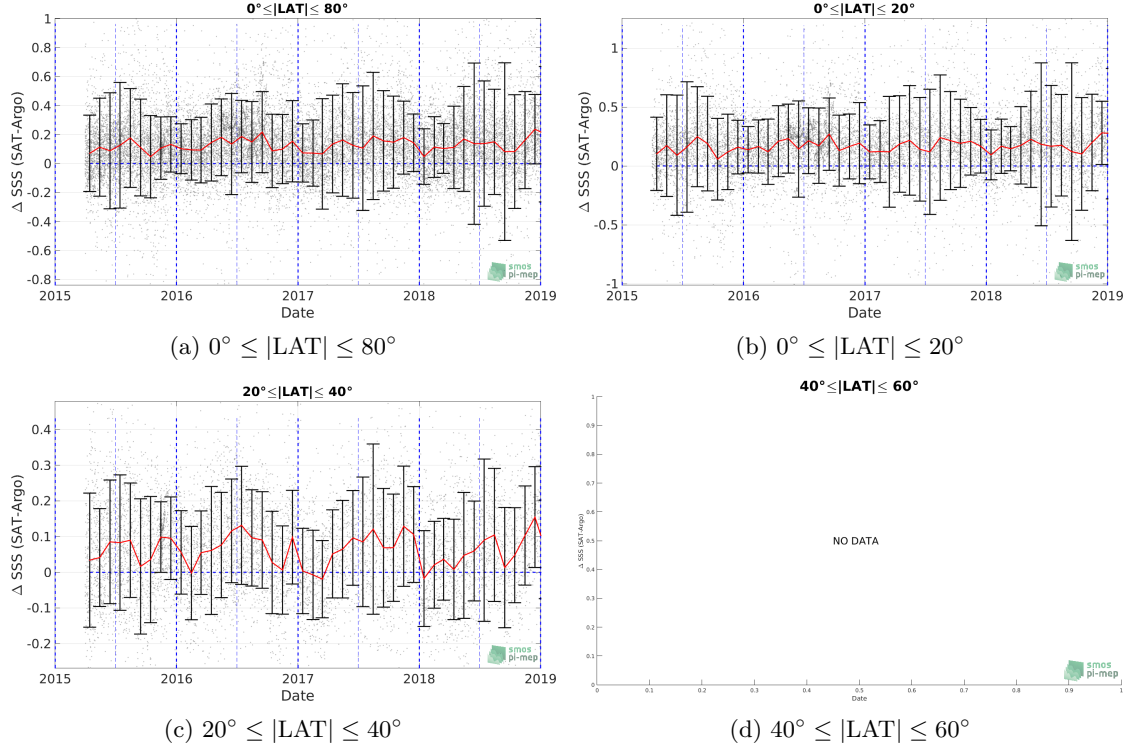 0°≤|LAT|≤ 80°
1
0.8
0.6
0.4
0.2
0
-0.2
-0.4
-0.6
-0.8
Δ SSS (SAT-Argo)
2015 2016 2017 2018 2019
Date
smos
pi-mep
(a) 0° ≤ |LAT| ≤ 80°
0°≤|LAT|≤ 20°
1
0.5
0
-0.5
-1
Δ SSS (SAT-Argo)
2015 2016 2017 2018 2019
Date
smos
pi-mep
(b) 0° ≤ |LAT| ≤ 20°
20°≤|LAT|≤ 40°
0.4
0.3
0.2
0.1
0
-0.1
-0.2
Δ SSS (SAT-Argo)
2015 2016 2017 2018 2019
Date
smos
pi-mep
(c) 20° ≤ |LAT| ≤ 40°
40°≤|LAT|≤ 60°
1
0.9
0.8
0.7
0.6
0.5
0.4
0.3
0.2
0.1
0
Δ SSS (SAT-Argo)
NO DATA
0 0.1 0.2 0.3 0.4 0.5 0.6 0.7 0.8 0.9 1
Date
smos
pi-mep
(d) 40° ≤ |LAT| ≤ 60°